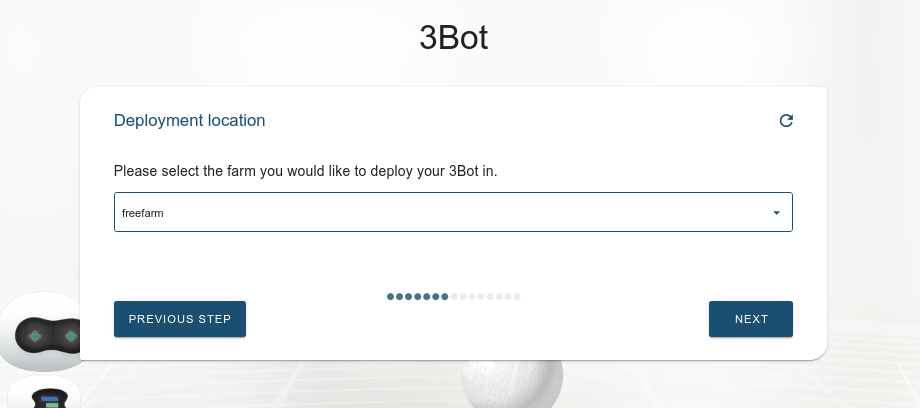 3Bot
Deployment location
Please select the farm you would like to deploy your 3Bot in.
freefarm
PREVIOUS STEP
NEXT